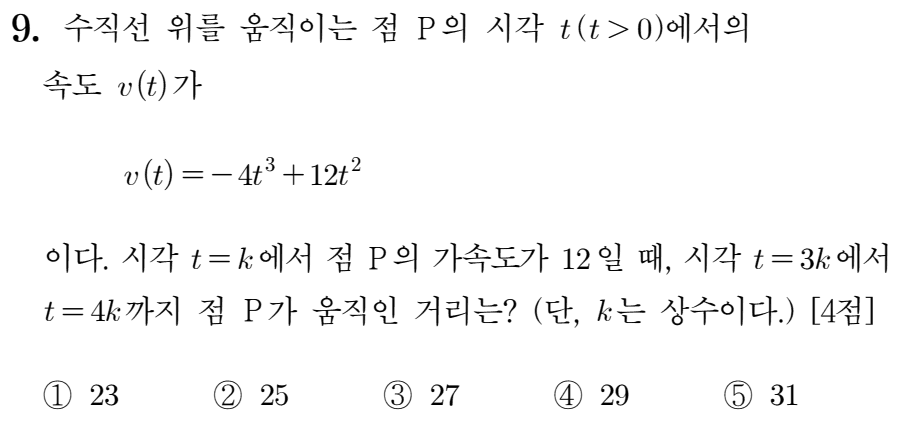 9. 수직선 위를 움직이는 점 P의 시각 t(t>0)에서의
속도 v(t)가
v(t)=-4t³+12t²
이다. 시각 t=k에서 점 P의 가속도가 12일 때, 시각 t=3k에서
t=4k까지 점 P가 움직인 거리는? (단, k는 상수이다.) [4점]
① 23 ② 25 ③ 27 ④ 29 ⑤ 31